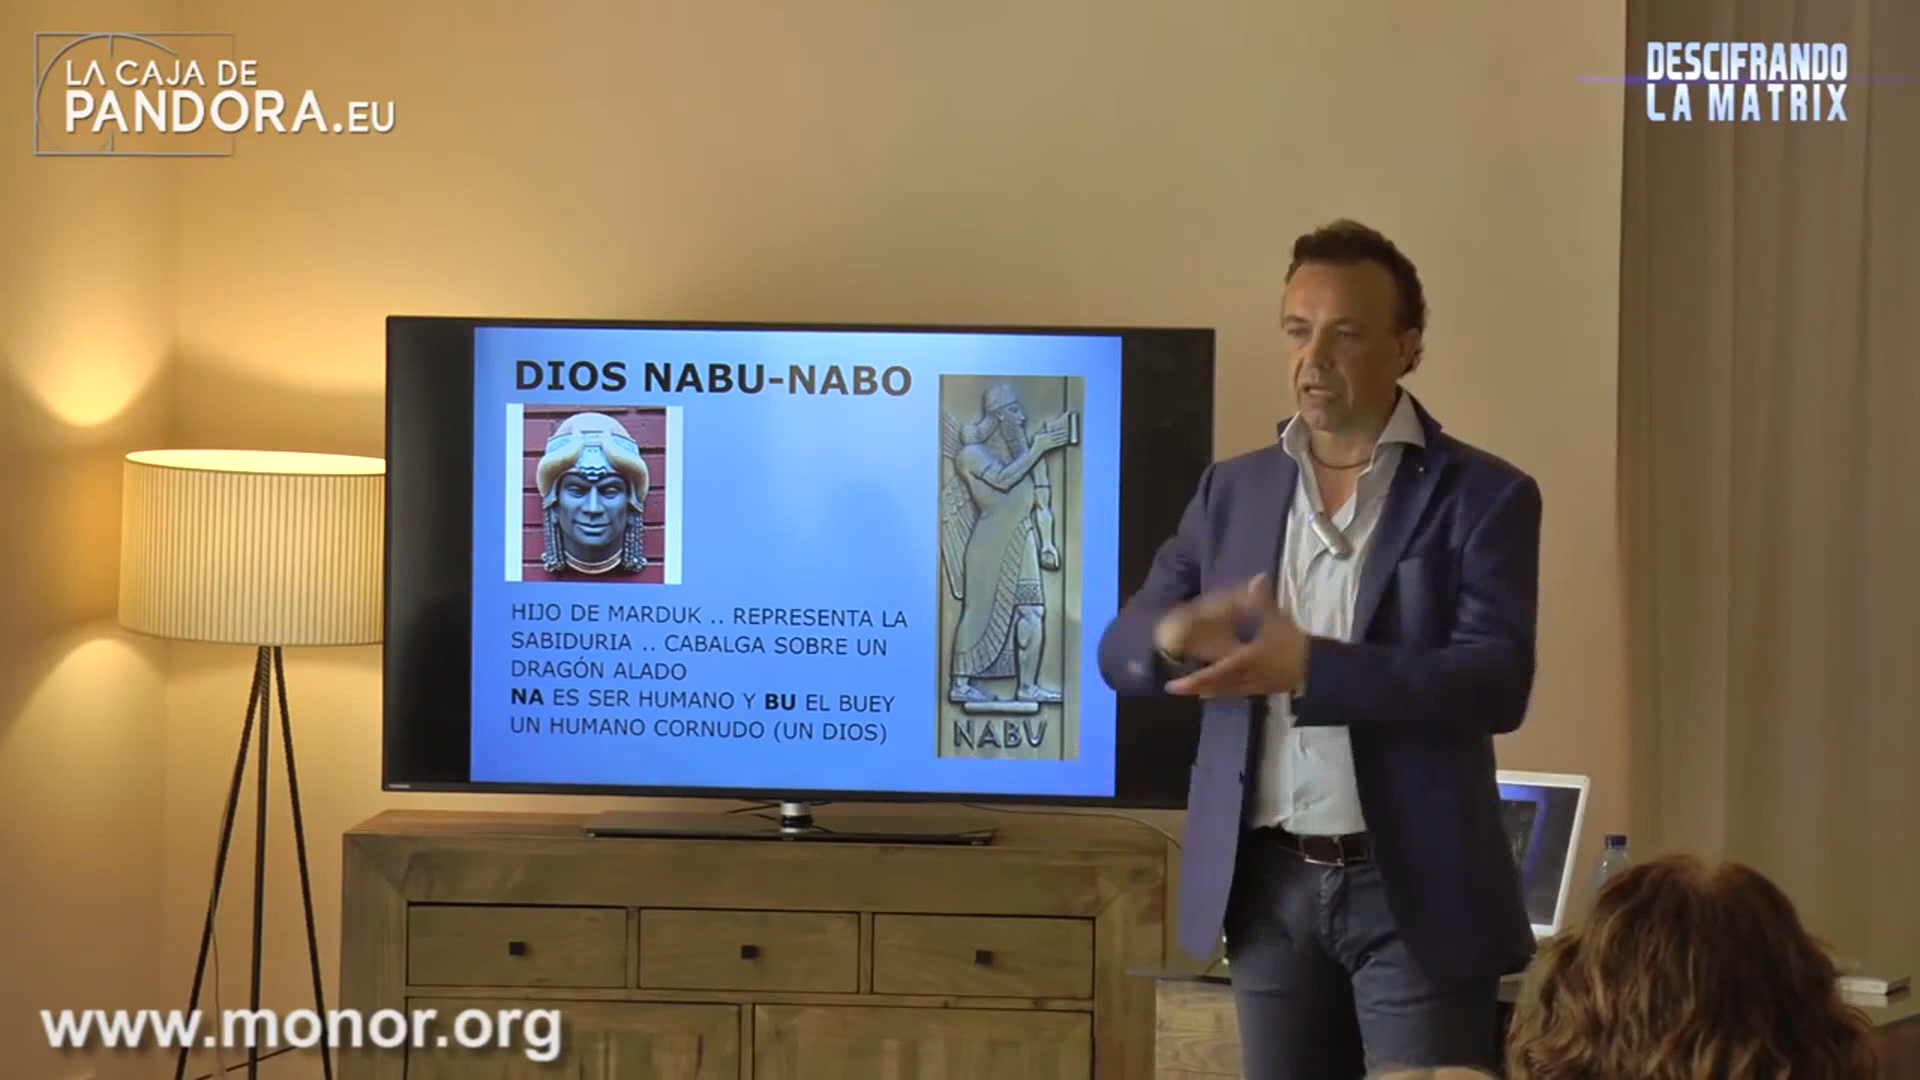 LA CAJA DE
PANDORA.EU
DESCIFRANDO
LA MATRIX
DIOS NABU-NABO
HIJO DE MARDUK .. REPRESENTA LA
SABIDURIA .. CABALGA SOBRE UN
DRAGÓN ALADO
NA ES SER HUMANO Y BU EL BUEY
UN HUMANO CORNUDO (UN DIOS)
NABU
www.monor.org